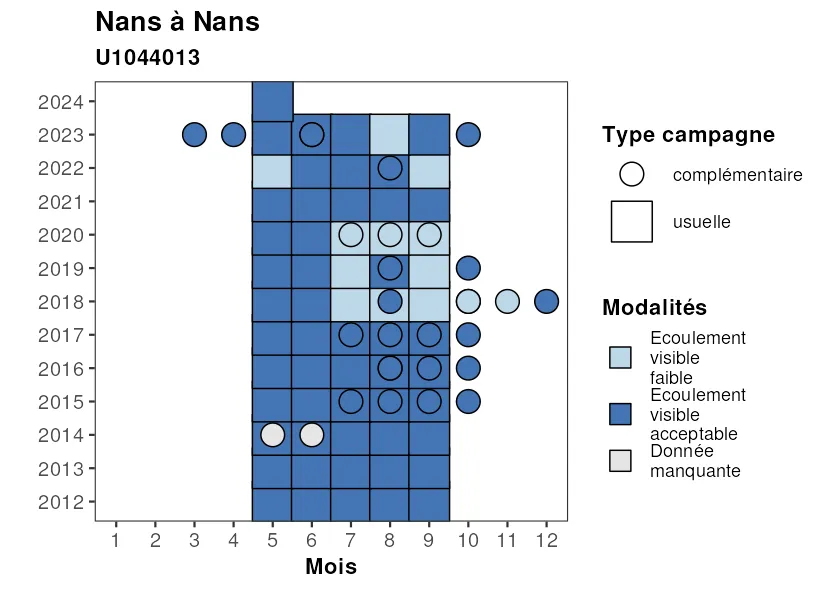 Nans à Nans
U1044013
2024
2023
2022
2021
2020
2019
2018
2017
2016
2015
2014
2013
2012
1 2 3 4 5 6 7 8 9 10 11 12
Mois
Type campagne
complémentaire
usuelle
Modalités
Ecoulement
visible
faible
Ecoulement
visible
acceptable
Donnée
manquante